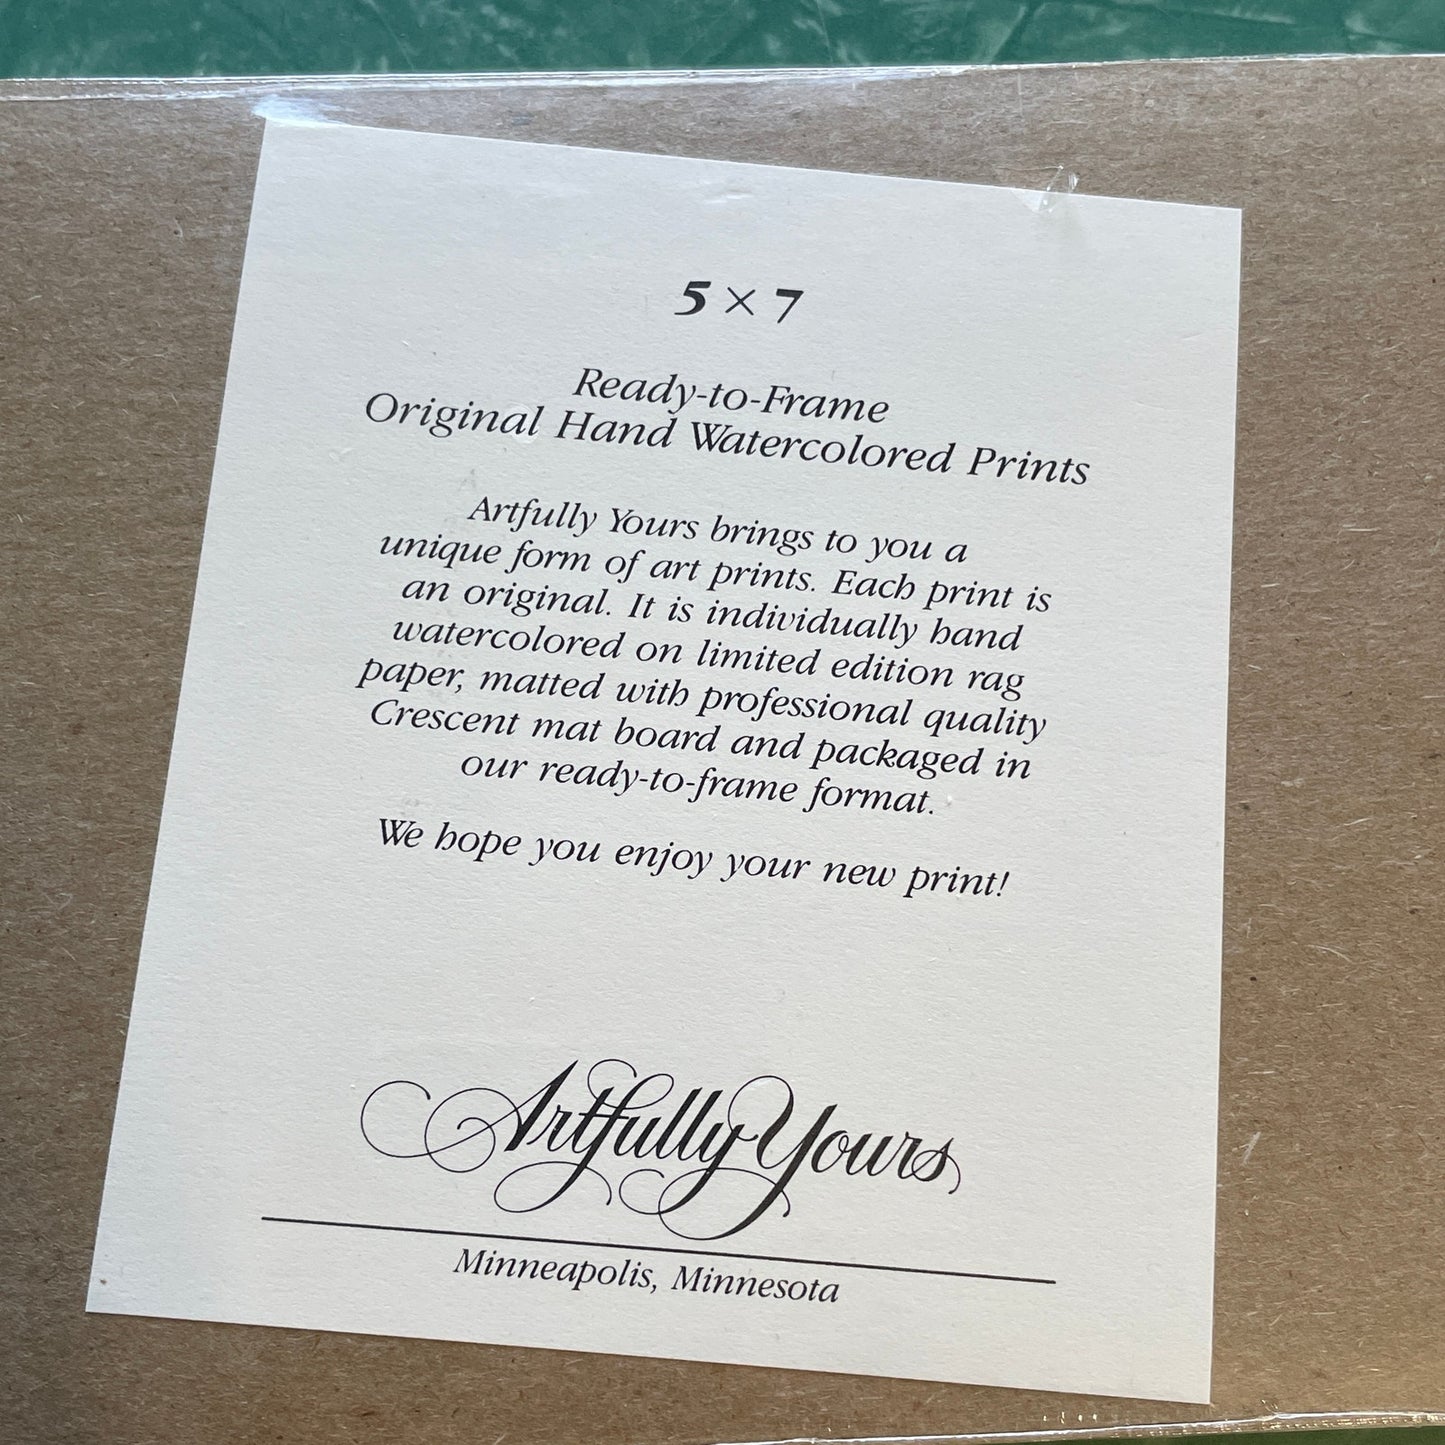 5 × 7
Ready-to-Frame
Original Hand Watercolored Prints
Artfully Yours brings to you a
unique form of art prints. Each print is
an original. It is individually hand
watercolored on limited edition rag
paper, matted with professional quality
Crescent mat board and packaged in
our ready-to-frame format.
We hope you enjoy your new print!
Artfully Yours
Minneapolis, Minnesota